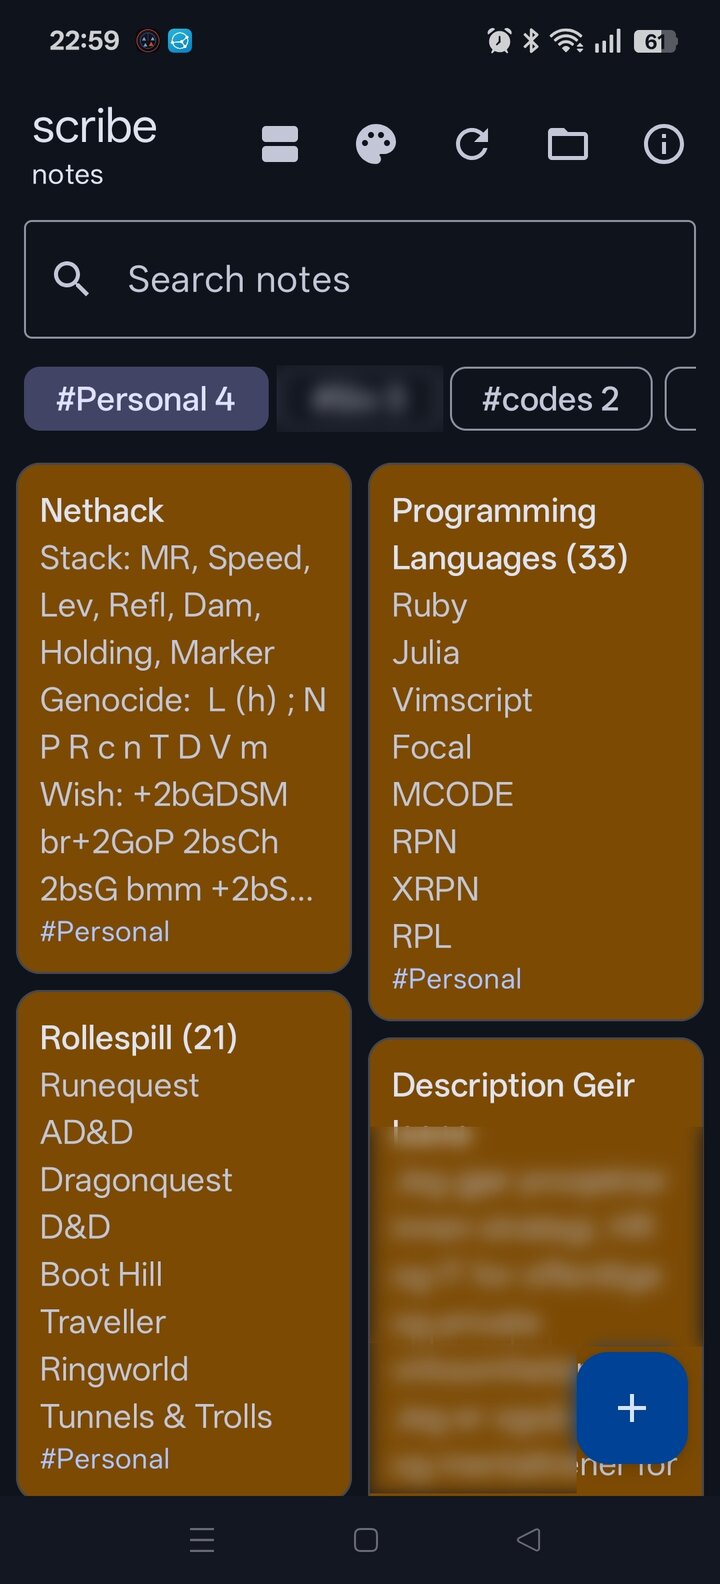 22:59
61
scribe
notes
Search notes
#Personal 4
#codes 2
Nethack
Stack: MR, Speed,
Lev, Refl, Dam,
Holding, Marker
Genocide:  L (h) ; N
P R c n T D V m
Wish: +2bGDSM
br+2GoP 2bsCh
2bsG bmm +2bS...
#Personal
Programming
Languages (33)
Ruby
Julia
Vimscript
Focal
MCODE
RPN
XRPN
RPL
#Personal
Rollespill (21)
Runequest
AD&D
Dragonquest
D&D
Boot Hill
Traveller
Ringworld
Tunnels & Trolls
#Personal
Description Geir
for